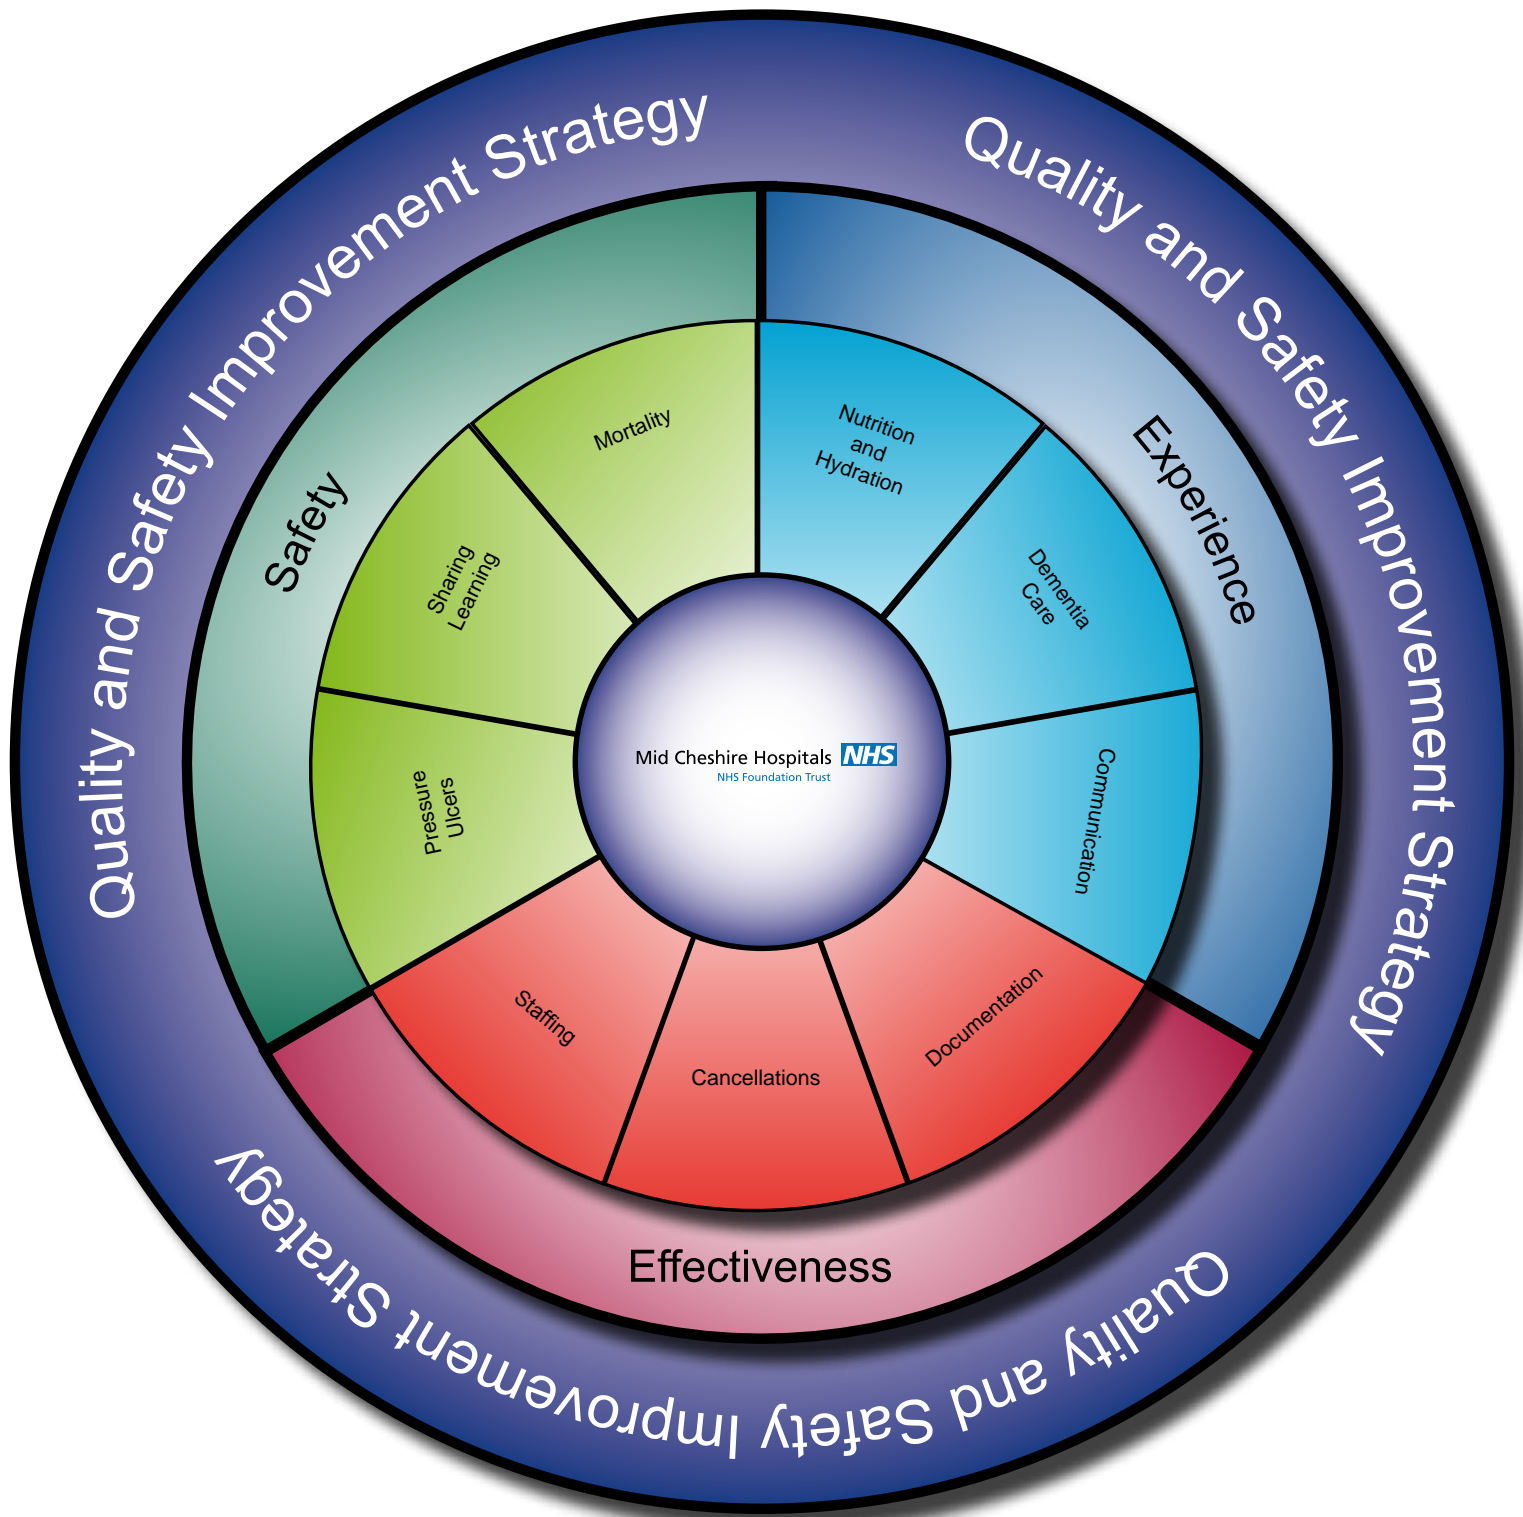 Quality and Safety Improvement Strategy
Quality and Safety Improvement Strategy
Quality and Safety Improvement Strategy
Safety
Experience
Effectiveness
Mortality
Sharing
Learning
Pressure
Ulcers
Nutrition
and
Hydration
Dementia
Care
Communication
Documentation
Cancellations
Staffing
Mid Cheshire Hospitals NHS
NHS Foundation Trust